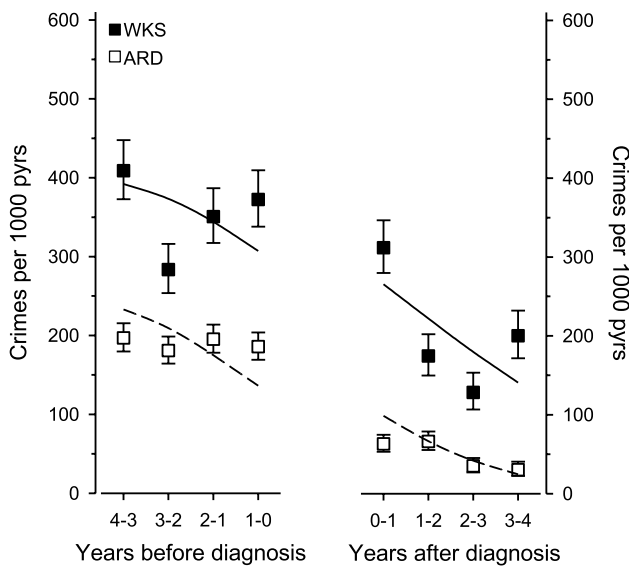 600
500
400
300
200
100
0
Crimes per 1000 pyrs
WKS
ARD
4-3 3-2 2-1 1-0
Years before diagnosis
600
500
400
300
200
100
0
Crimes per 1000 pyrs
0-1 1-2 2-3 3-4
Years after diagnosis